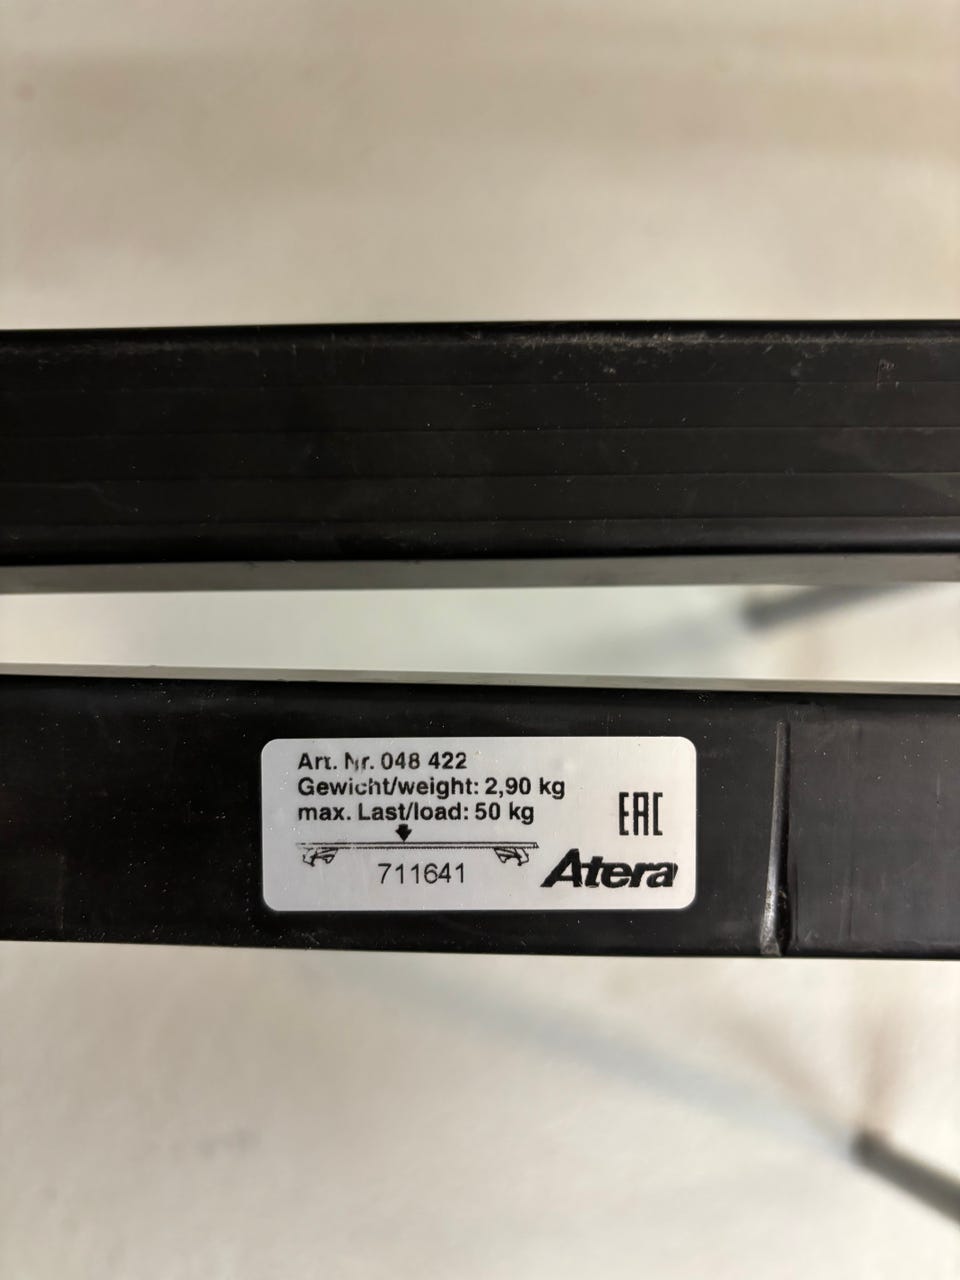 Art. Nr. 048 422
Gewicht/weight: 2,90 kg
max. Last/load: 50 kg
EAC
711641
Atera